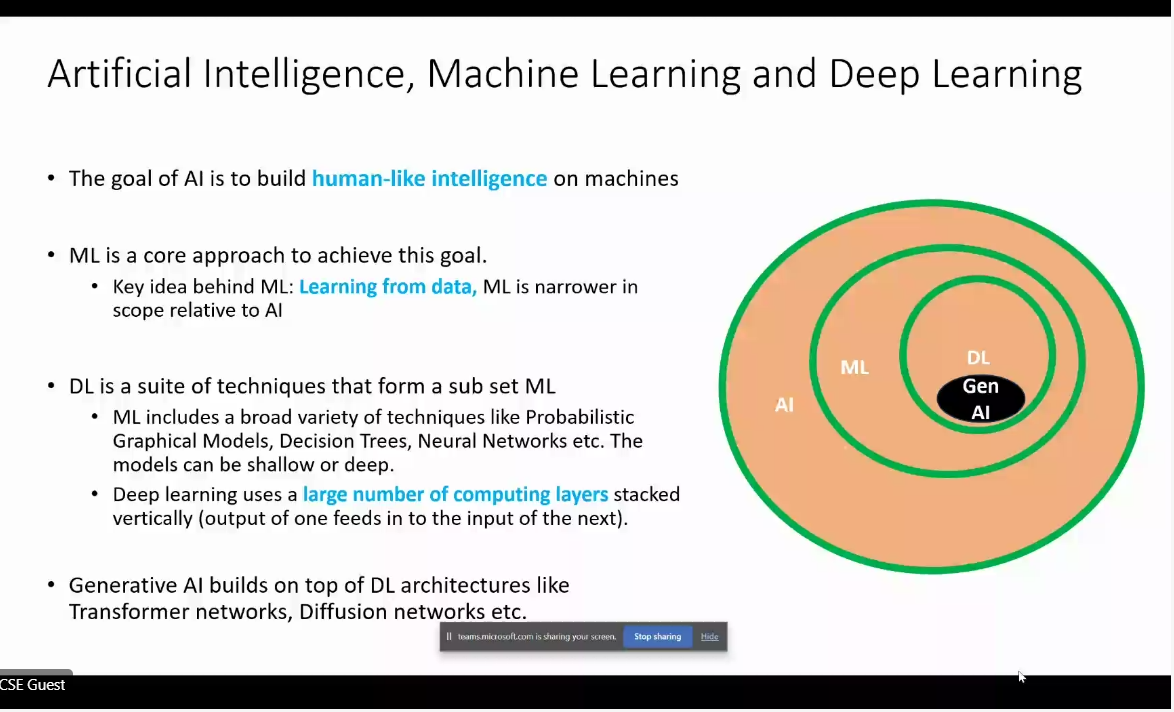 Artificial Intelligence, Machine Learning and Deep Learning
• The goal of AI is to build human-like intelligence on machines
• ML is a core approach to achieve this goal.
• Key idea behind ML: Learning from data, ML is narrower in
scope relative to AI
• DL is a suite of techniques that form a sub set ML
• ML includes a broad variety of techniques like Probabilistic
Graphical Models, Decision Trees, Neural Networks etc. The
models can be shallow or deep.
• Deep learning uses a large number of computing layers stacked
vertically (output of one feeds in to the input of the next).
• Generative AI builds on top of DL architectures like
Transformer networks, Diffusion networks etc.
AI
ML
DL
Gen
AI
teams.microsoft.com is sharing your screen. Stop sharing Hide
CSE Guest